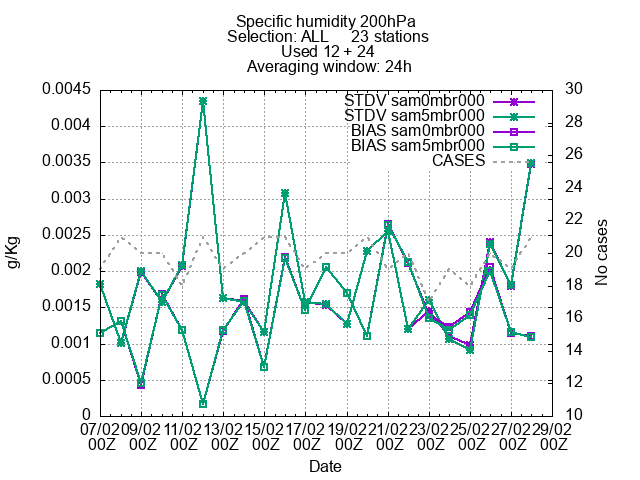 Specific humidity 200hPa
Selection: ALL 23 stations
Used 12 + 24
Averaging window: 24h
STDV sam0mbr000
STDV sam5mbr000
BIAS sam0mbr000
BIAS sam5mbr000
CASES
0.0045
0.004
0.0035
0.003
0.0025
0.002
0.0015
0.001
0.0005
0
g/Kg
30
28
26
24
22
20
18
16
14
12
10
No cases
07/02 09/02 11/02 13/02 15/02 17/02 19/02 21/02 23/02 25/02 27/02 29/02
00Z 00Z 00Z 00Z 00Z 00Z 00Z 00Z 00Z 00Z 00Z 00Z
Date